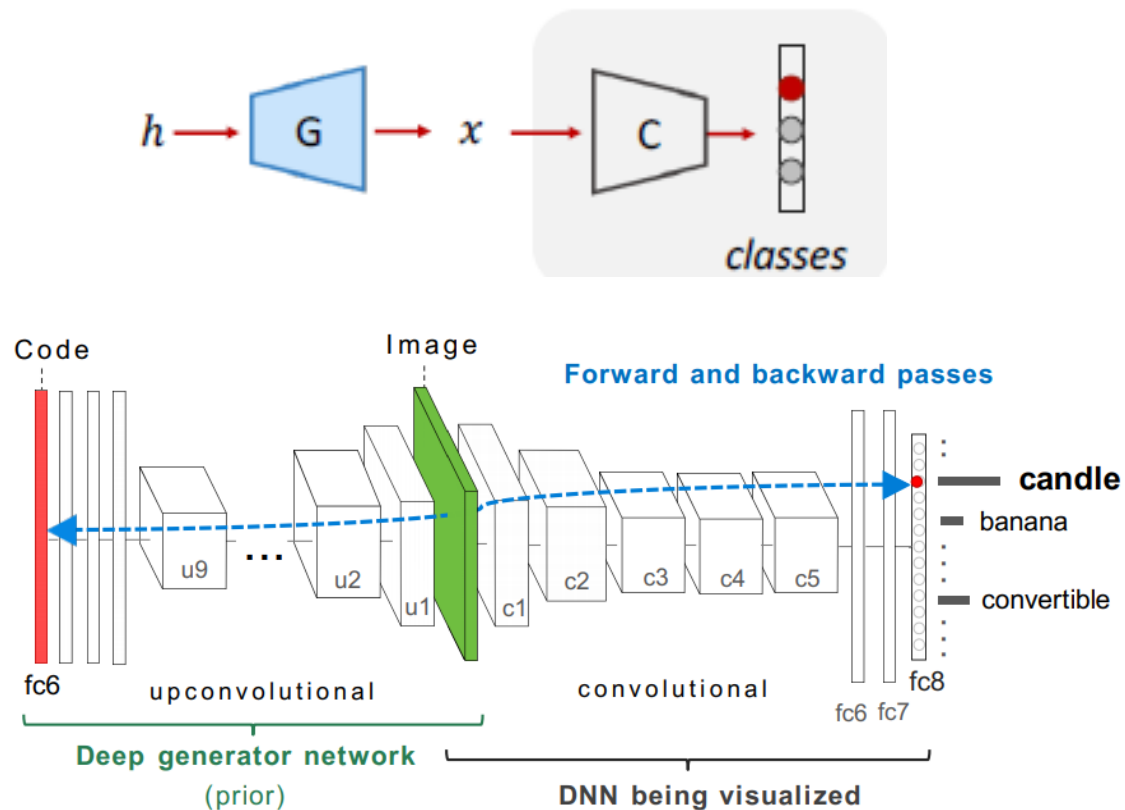 h G x C
classes
Code Image
Forward and backward passes
candle
banana
convertible
u9 ... u2 u1 c1 c2 c3 c4 c5
fc6 upconvolutional convolutional fc6 fc7 fc8
Deep generator network
(prior)
DNN being visualized